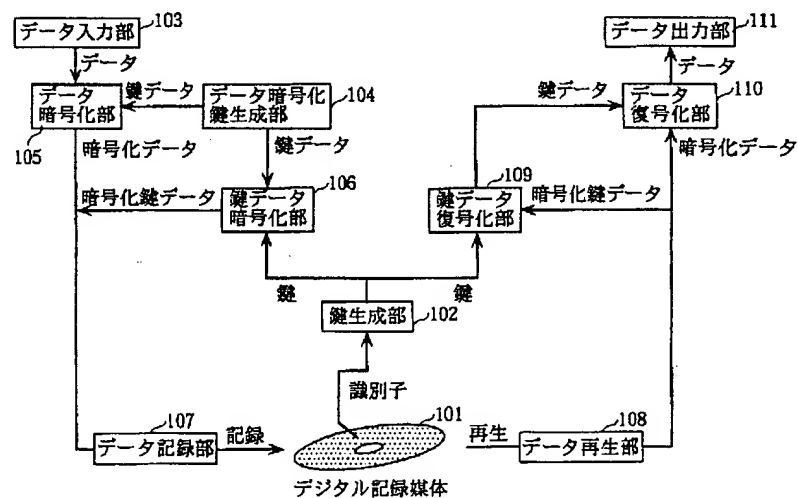 データ入力部
103
データ
データ
暗号化部
105
鍵データ
データ暗号化
鍵生成部
104
鍵データ
暗号化データ
暗号化鍵データ
鍵データ
暗号化部
106
データ出力部
111
データ
データ
復号化部
110
鍵データ
暗号化データ
109
鍵データ
復号化部
暗号化鍵データ
鍵
鍵
鍵生成部
102
識別子
107
データ記録部
記録
101
デジタル記録媒体
再生
108
データ再生部